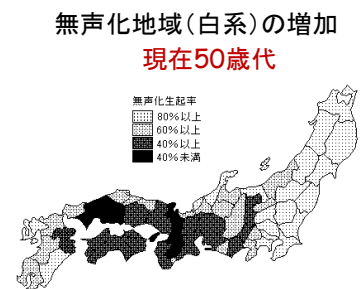 無声化地域（白系）の増加
現在50歳代
無声化生起率
80％以上
60％以上
40％以上
40％未満